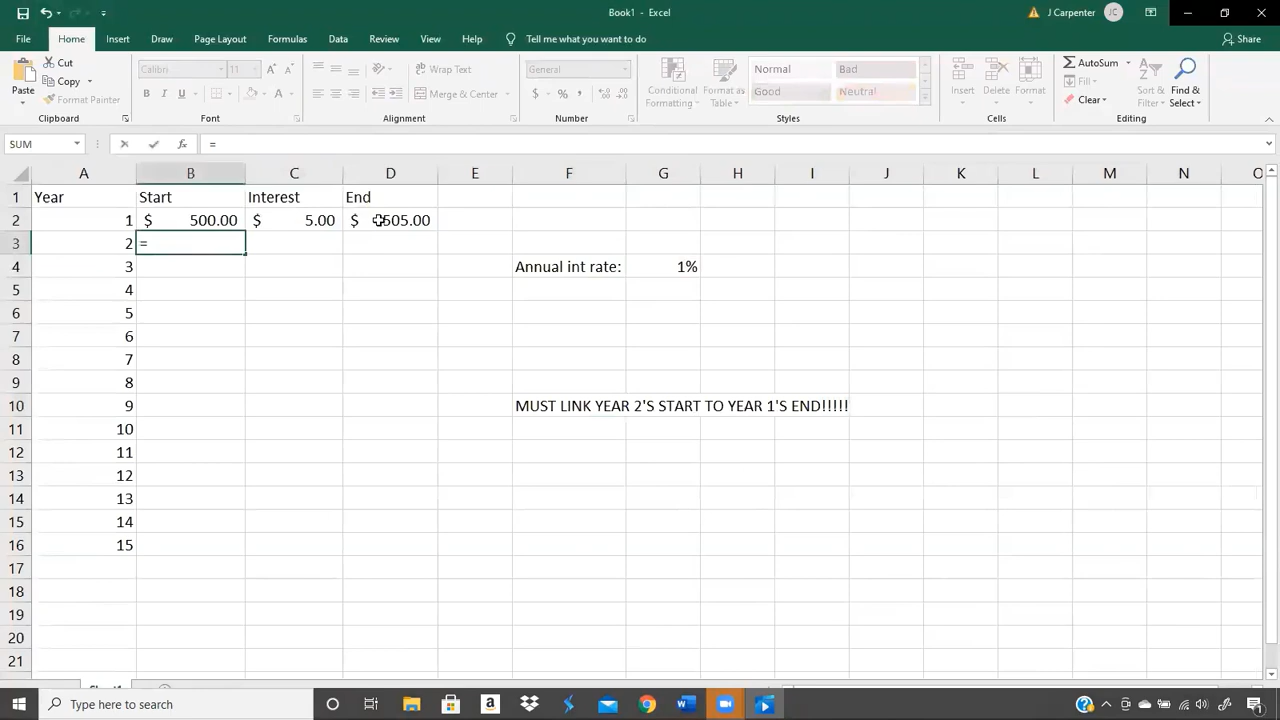 Book1 - Excel
J Carpenter JC
File Home Insert Draw Page Layout Formulas Data Review View Help Tell me what you want to do Share
Paste Cut Copy Format Painter
Clipboard
Calibri 11
B I U A
Font
Wrap Text
Merge & Center
Alignment
General
$ % ,
Number
Conditional Formatting
Format as Table
Normal Bad
Good Neutral
Styles
Insert Delete Format
Cells
AutoSum
Fill
Clear
Sort & Filter
Find & Select
Editing
SUM fx =
A B C D E F G H I J K L M N O
1 Year Start Interest End
2 1 $ 500.00 $ 5.00 $ 505.00
3 2 =
4 3 Annual int rate: 1%
5 4
6 5
7 6
8 7
9 8
10 9 MUST LINK YEAR 2'S START TO YEAR 1'S END!!!!!
11 10
12 11
13 12
14 13
15 14
16 15
17
18
19
20
21
Type here to search